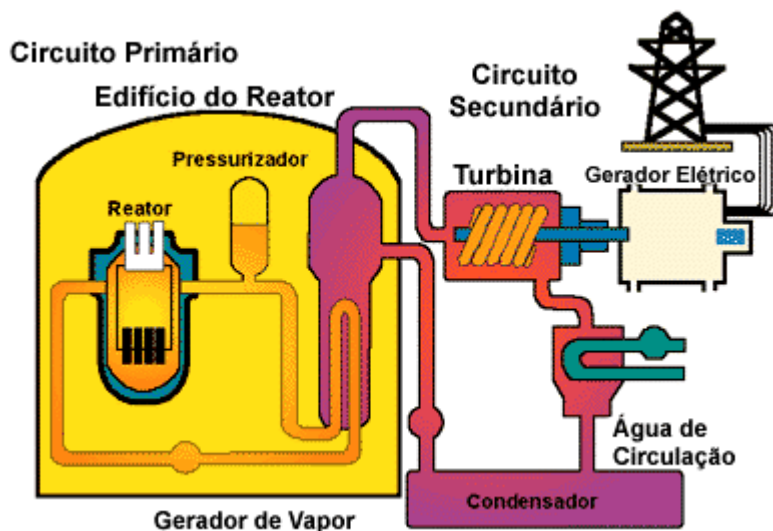 Circuito Primário
Edifício do Reator
Pressurizador
Reator
Circuito
Secundário
Turbina
Gerador Elétrico
Água de
Circulação
Condensador
Gerador de Vapor